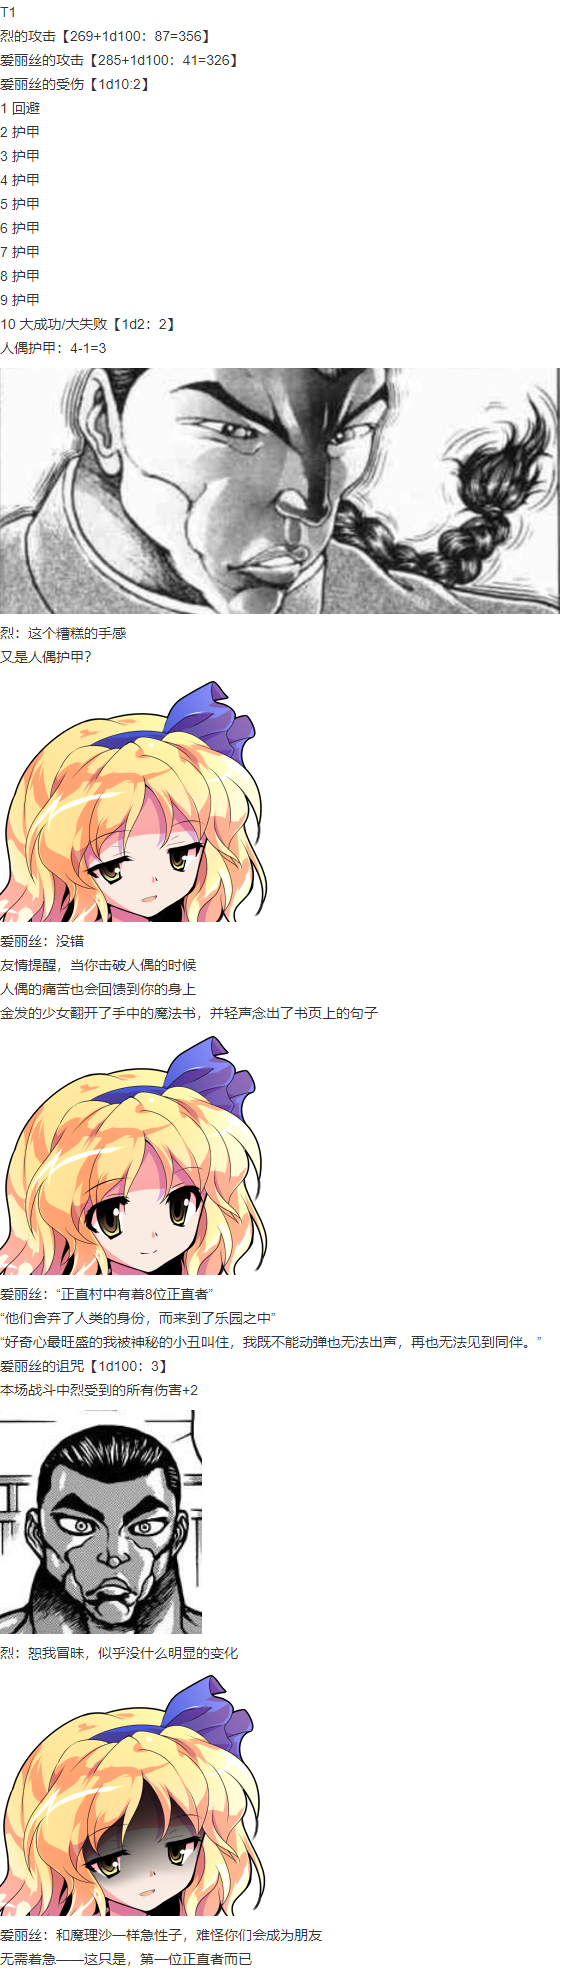 T1
烈的攻击【269+1d100：87=356】
爱丽丝的攻击【285+1d100：41=326】
爱丽丝的受伤【1d10:2】
1 回避
2 护甲
3 护甲
4 护甲
5 护甲
6 护甲
7 护甲
8 护甲
9 护甲
10 大成功/大失败【1d2：2】
人偶护甲：4-1=3
烈：这个糟糕的手感
又是人偶护甲？
爱丽丝：没错
友情提醒，当你击破人偶的时候
人偶的痛苦也会回馈到你的身上
金发的少女翻开了手中的魔法书，并轻声念出了书页上的句子
爱丽丝：“正直村中有着8位正直者”
“他们舍弃了人类的身份，而来到了乐园之中”
“好奇心最旺盛的我被神秘的小丑叫住，我既不能动弹也无法出声，再也无法见到同伴。”
爱丽丝的诅咒【1d100：3】
本场战斗中烈受到的所有伤害+2
烈：恕我冒昧，似乎没什么明显的变化
爱丽丝：和魔理沙一样急性子，难怪你们会成为朋友
无需着急——这只是，第一位正直者而已